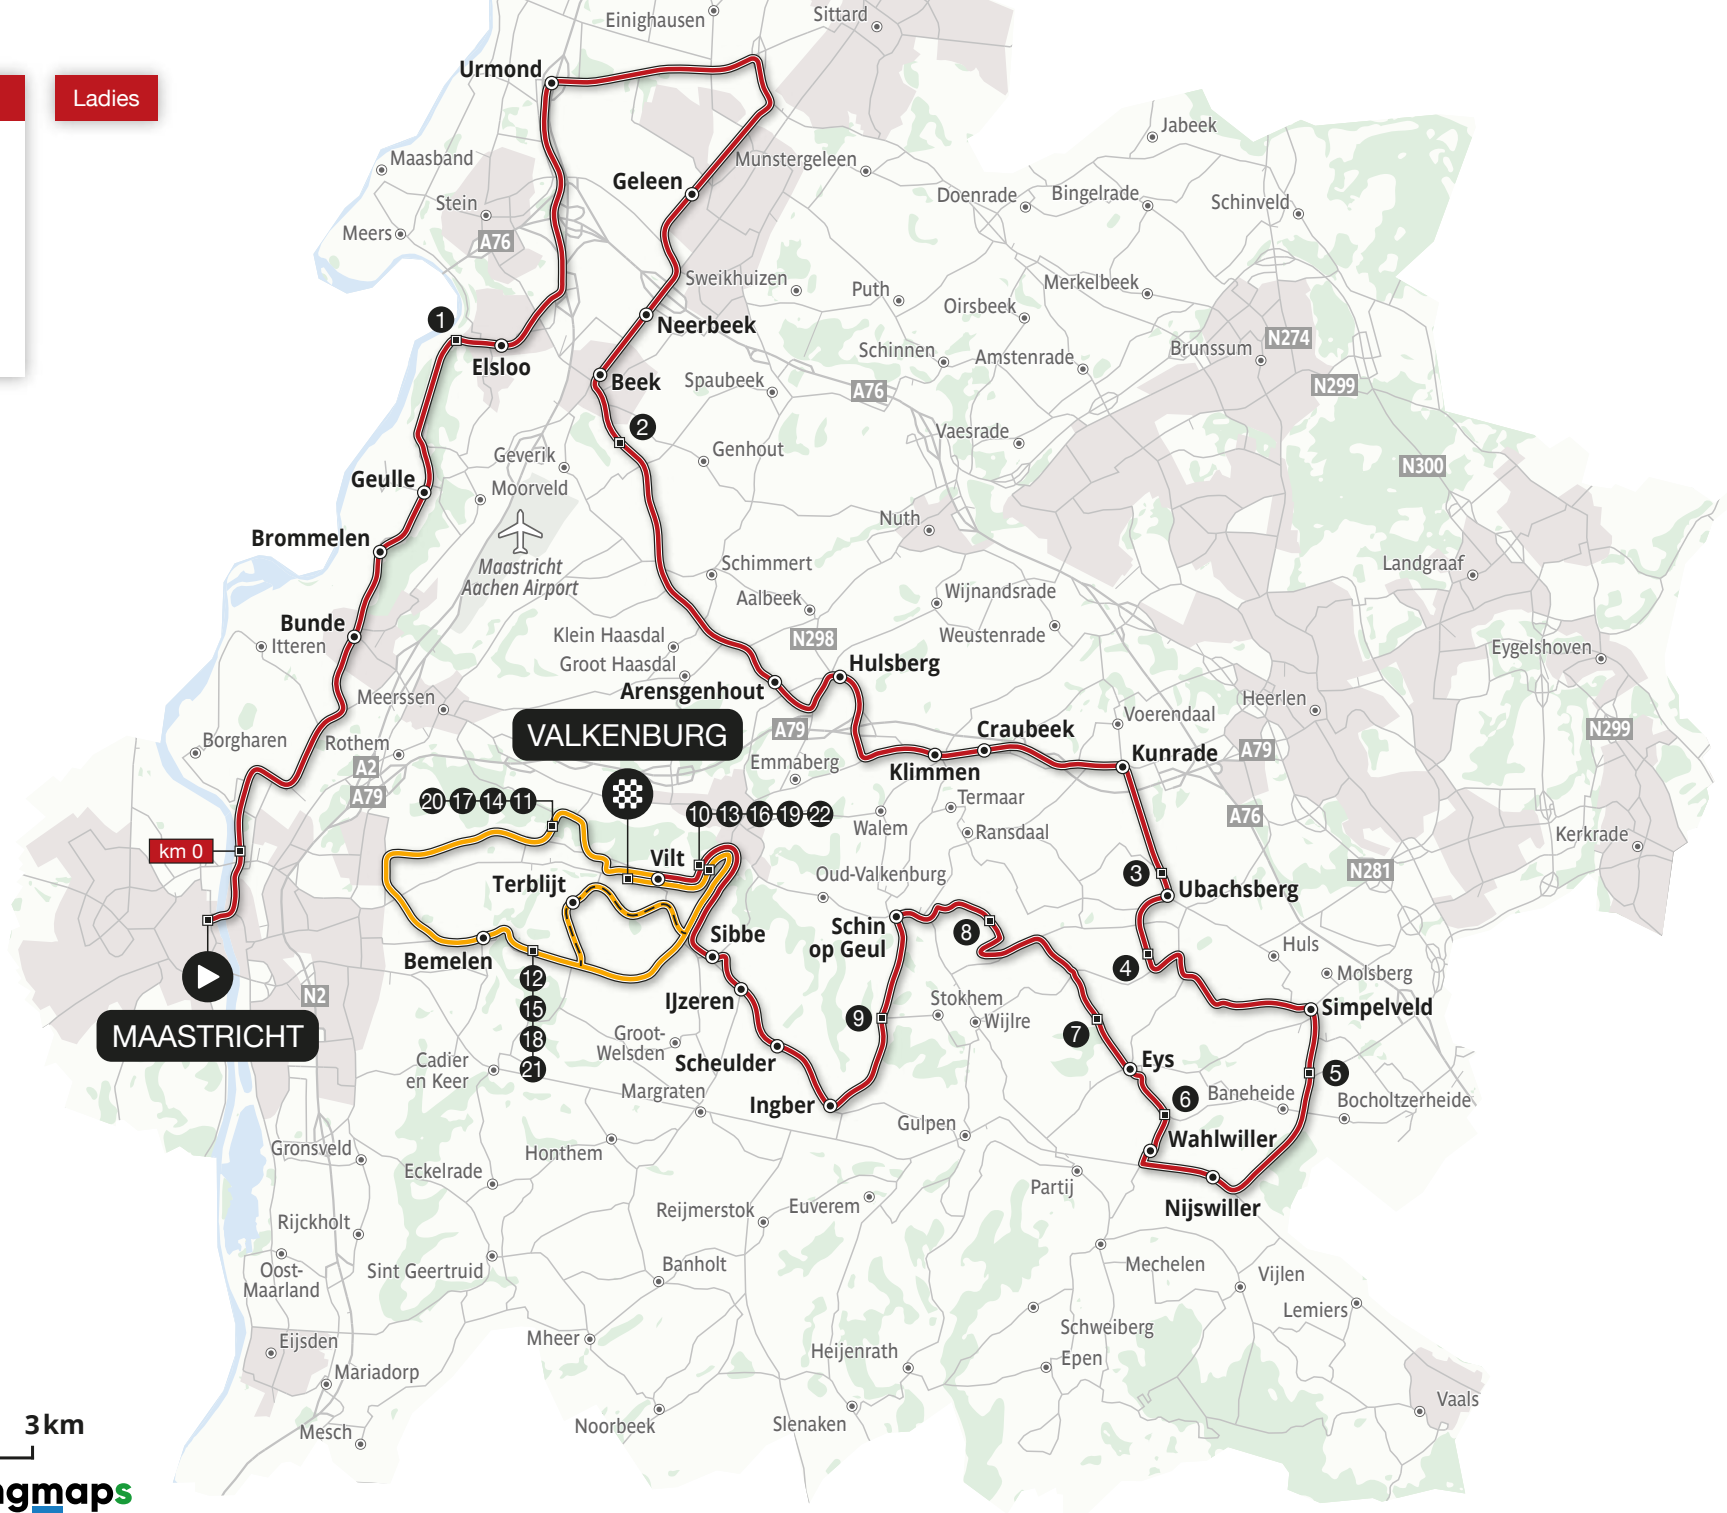 Einighausen
Sittard
Urmond
Ladies
Jabeek
Maasband
Munstergeleen
Geleen
Doenrade
Bingelrade
Schinveld
Stein
Meers
A76
Sweikhuizen
Puth
Merkelbeek
Oirsbeek
1
Neerbeek
Elsloo
Schinnen
Amstenrade
Brunssum
N274
Beek
Spaubeek
A76
N299
2
Vaesrade
Genhout
Geverik
N300
Geulle
Moorveld
Nuth
Brommelen
Maastricht
Aachen Airport
Schimmert
Landgraaf
Aalbeek
Wijnandsrade
Bunde
Itteren
Klein Haasdal
N298
Weustenrade
Groot Haasdal
Hulsberg
Eygelshoven
Arensgenhout
Meerssen
Heerlen
Voerendaal
VALKENBURG
A79
Craubeek
N299
Borgharen
Rothem
Kunrade
A79
A2
Emmaberg
Klimmen
A79
20 17 14 11
10 13 16 19 22
Termaar
A76
Walem
Ransdaal
Kerkrade
km 0
Vilt
Oud-Valkenburg
3
N281
Terblijt
Ubachsberg
Schin
op Geul
8
Sibbe
Huls
Bemelen
4
Molsberg
12
N2
IJzeren
Stokhem
Simpelveld
15
9
Wijlre
MAASTRICHT
7
Groot-
Welsden
18
Scheulder
Eys
Cadier
en Keer
21
5
Margraten
6
Baneheide
Bocholtzerheide
Ingber
Gulpen
Wahlwiller
Gronsveld
Honthem
Eckelrade
Partij
Nijswiller
Reijmerstok
Euverem
Rijckholt
Sint Geertruid
Banholt
Mechelen
Vijlen
Oost-
Maarland
Lemiers
Schweiberg
Eijsden
Mheer
Heijenrath
Epen
Mariadorp
Vaals
3 km
Noorbeek
Slenaken
Mesch
ngmaps